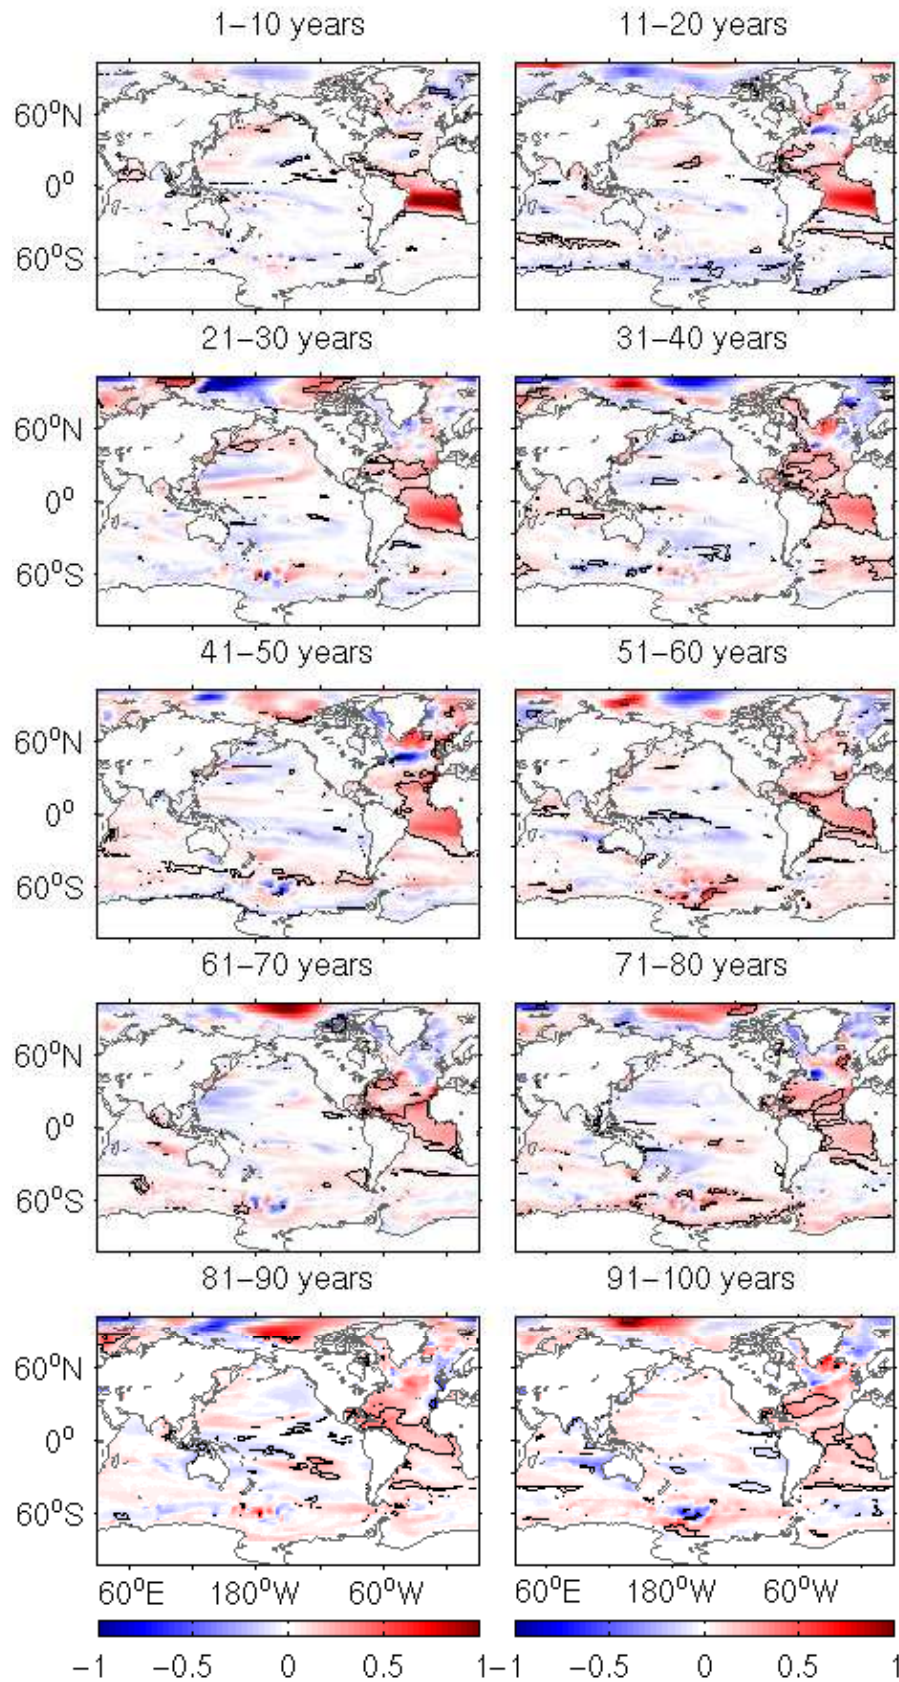 1−10 years 11−20 years
60°N
0°
60°S
21−30 years 31−40 years
60°N
0°
60°S
41−50 years 51−60 years
60°N
0°
60°S
61−70 years 71−80 years
60°N
0°
60°S
81−90 years 91−100 years
60°N
0°
60°S
60°E 180°W 60°W 60°E 180°W 60°W
−1 −0.5 0 0.5 1 −1 −0.5 0 0.5 1